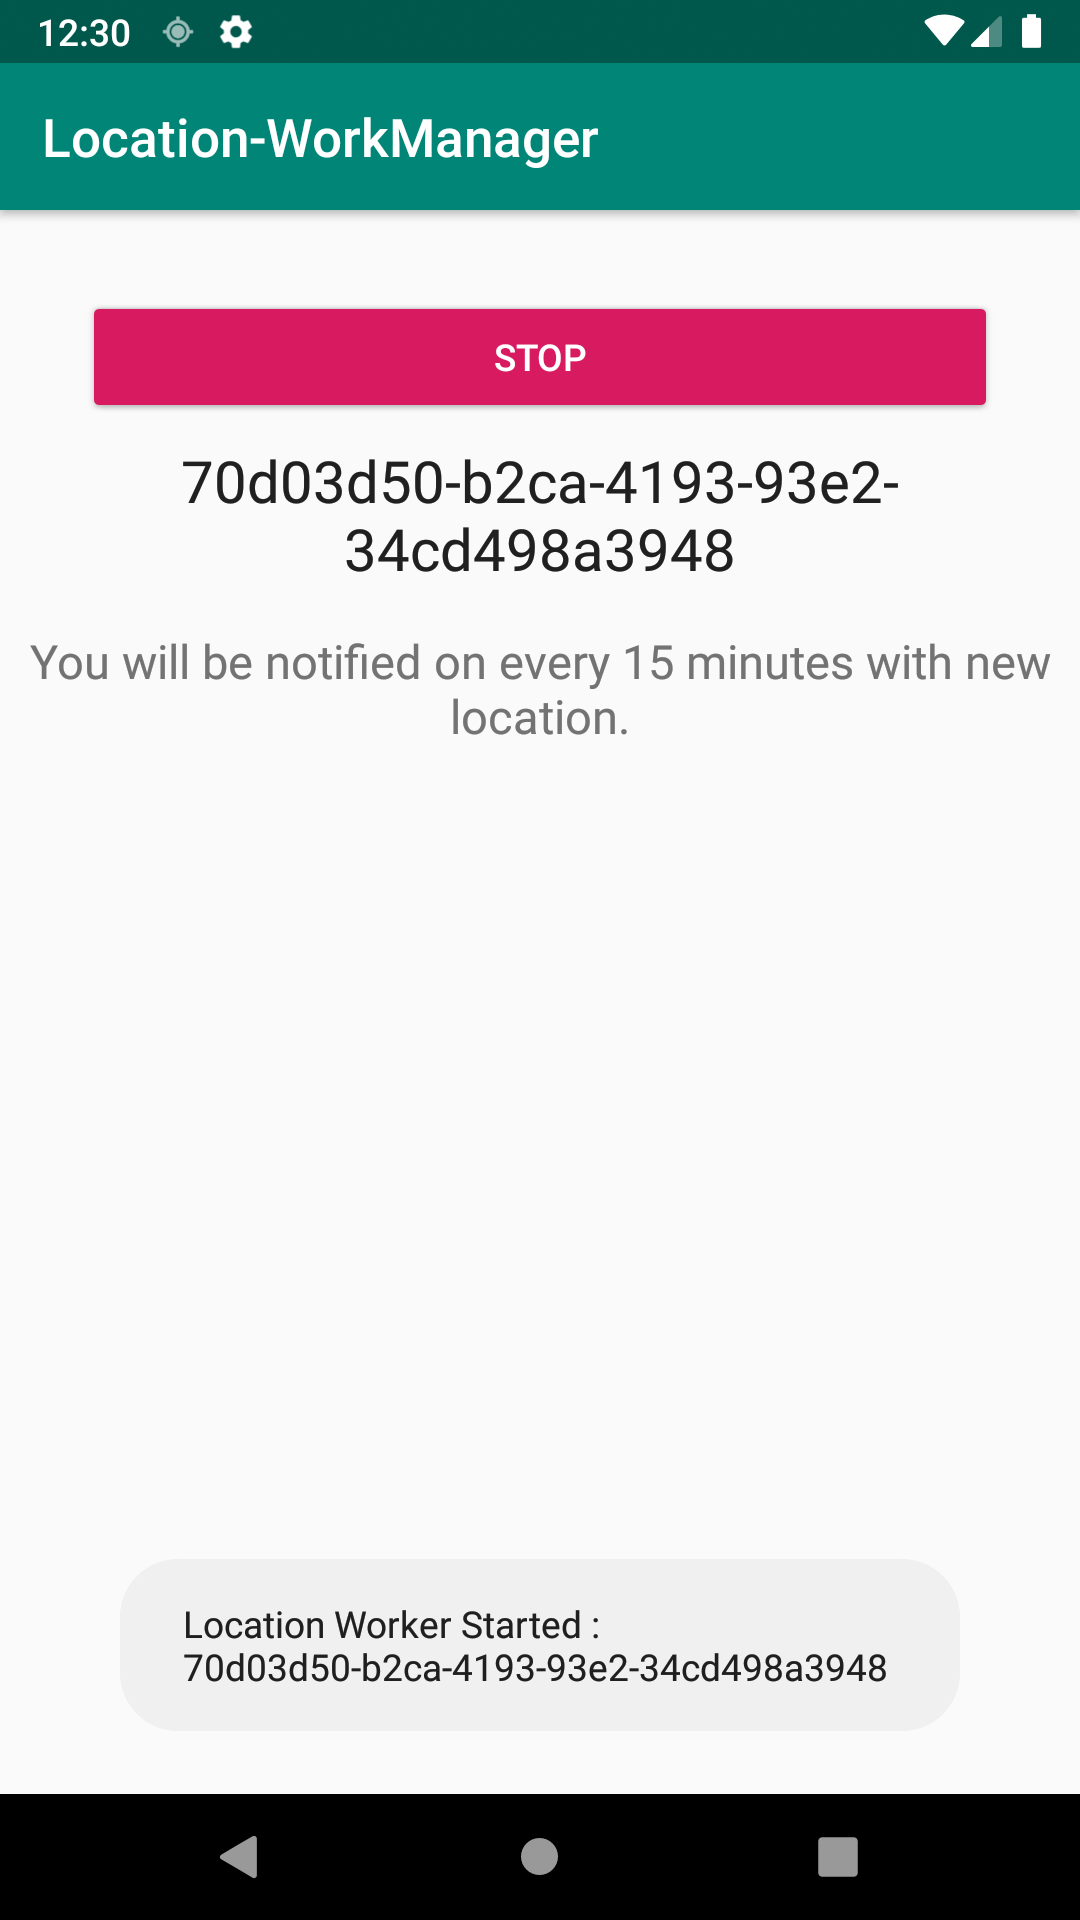 12:30
Location-WorkManager
STOP
70d03d50-b2ca-4193-93e2-
34cd498a3948
You will be notified on every 15 minutes with new
location.
Location Worker Started :
70d03d50-b2ca-4193-93e2-34cd498a3948